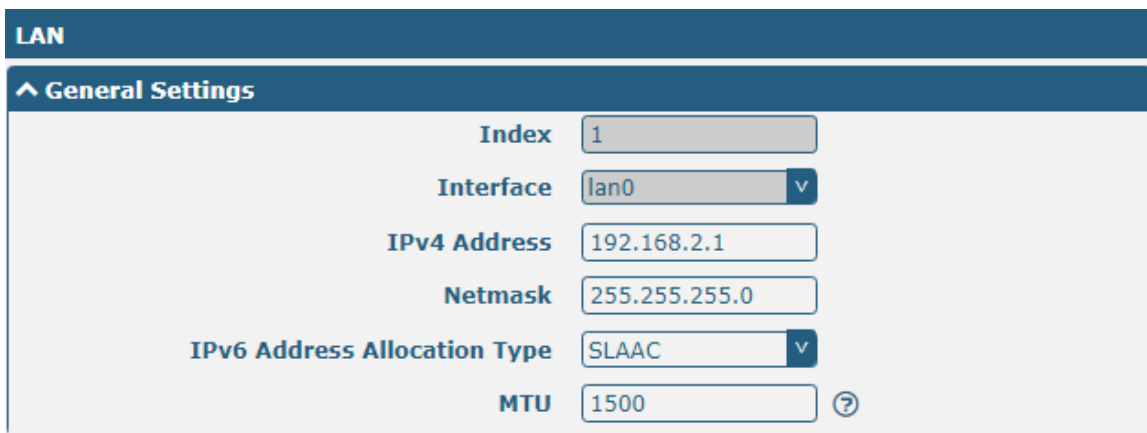 LAN
General Settings
Index 1
Interface lan0
IPv4 Address 192.168.2.1
Netmask 255.255.255.0
IPv6 Address Allocation Type SLAAC
MTU 1500 ?